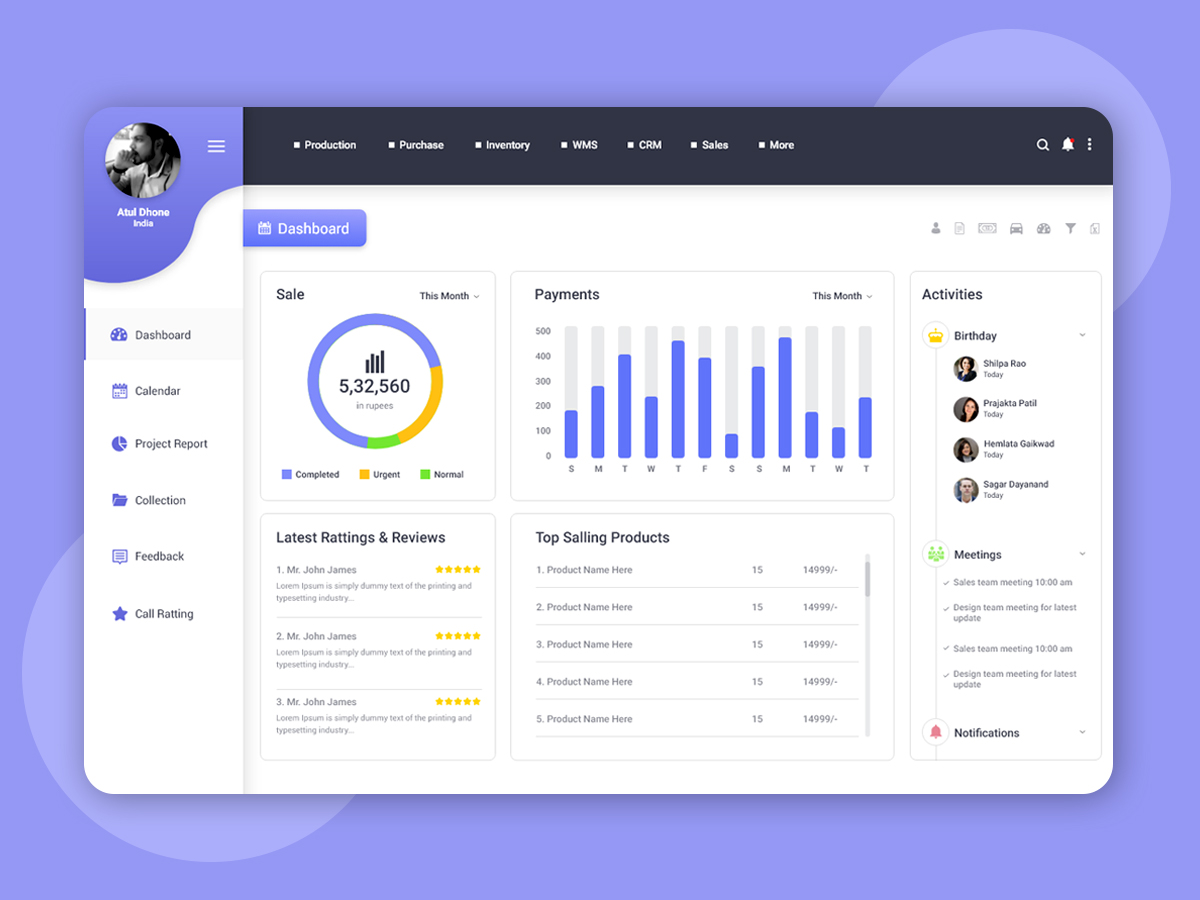 Atul Dhone
India
Production
Purchase
Inventory
WMS
CRM
Sales
More
Dashboard
Dashboard
Calendar
Project Report
Collection
Feedback
Call Ratting
Sale
This Month
5,32,560
in rupees
Completed
Urgent
Normal
Payments
This Month
500
400
300
200
100
0
S M T W T F S S M T W T
Latest Rattings & Reviews
1. Mr. John James
Lorem Ipsum is simply dummy text of the printing and
typesetting industry...
2. Mr. John James
Lorem Ipsum is simply dummy text of the printing and
typesetting industry...
3. Mr. John James
Lorem Ipsum is simply dummy text of the printing and
typesetting industry...
Top Salling Products
1. Product Name Here 15 14999/-
2. Product Name Here 15 14999/-
3. Product Name Here 15 14999/-
4. Product Name Here 15 14999/-
5. Product Name Here 15 14999/-
Activities
Birthday
Shilpa Rao
Today
Prajakta Patil
Today
Hemlata Gaikwad
Today
Sagar Dayanand
Today
Meetings
Sales team meeting 10:00 am
Design team meeting for latest
update
Sales team meeting 10:00 am
Design team meeting for latest
update
Notifications